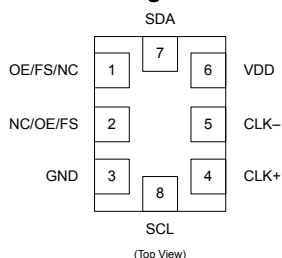 SDA
7
OE/FS/NC 1 6 VDD
NC/OE/FS 2 5 CLK–
GND 3 4 CLK+
8
SCL
(Top View)